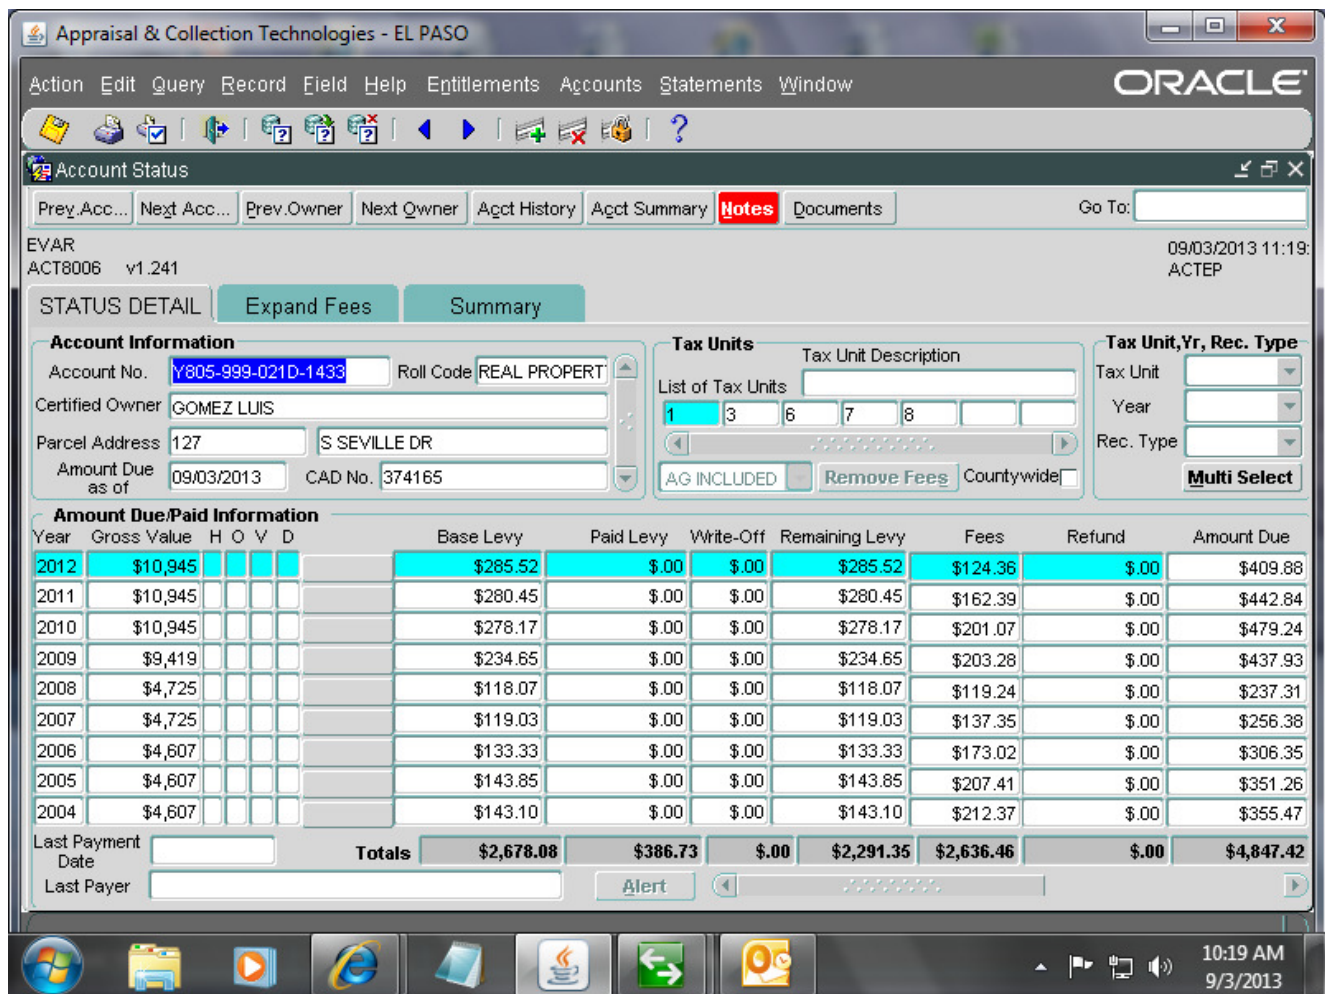 Appraisal & Collection Technologies - EL PASO
Action Edit Query Record Field Help Entitlements Accounts Statements Window ORACLE
Account Status
Prev.Acc... Next Acc... Prev.Owner Next Owner Acct History Acct Summary Notes Documents Go To:
EVAR 09/03/2013 11:19:
ACT8006 v1.241 ACTEP
STATUS DETAIL Expand Fees Summary
Account Information Tax Units Tax Unit,Yr, Rec. Type
Account No. Y805-999-021D-1433 Roll Code REAL PROPERT Tax Unit Description Tax Unit
List of Tax Units
Certified Owner GOMEZ LUIS 1 3 6 7 8 Year
Parcel Address 127 S SEVILLE DR Rec. Type
Amount Due as of 09/03/2013 CAD No. 374165 AG INCLUDED Remove Fees Countywide Multi Select
Amount Due/Paid Information
Year Gross Value H O V D Base Levy Paid Levy Write-Off Remaining Levy Fees Refund Amount Due
2012 $10,945 $285.52 $.00 $.00 $285.52 $124.36 $.00 $409.88
2011 $10,945 $280.45 $.00 $.00 $280.45 $162.39 $.00 $442.84
2010 $10,945 $278.17 $.00 $.00 $278.17 $201.07 $.00 $479.24
2009 $9,419 $234.65 $.00 $.00 $234.65 $203.28 $.00 $437.93
2008 $4,725 $118.07 $.00 $.00 $118.07 $119.24 $.00 $237.31
2007 $4,725 $119.03 $.00 $.00 $119.03 $137.35 $.00 $256.38
2006 $4,607 $133.33 $.00 $.00 $133.33 $173.02 $.00 $306.35
2005 $4,607 $143.85 $.00 $.00 $143.85 $207.41 $.00 $351.26
2004 $4,607 $143.10 $.00 $.00 $143.10 $212.37 $.00 $355.47
Last Payment Date Totals $2,678.08 $386.73 $.00 $2,291.35 $2,636.46 $.00 $4,847.42
Last Payer Alert
10:19 AM
9/3/2013